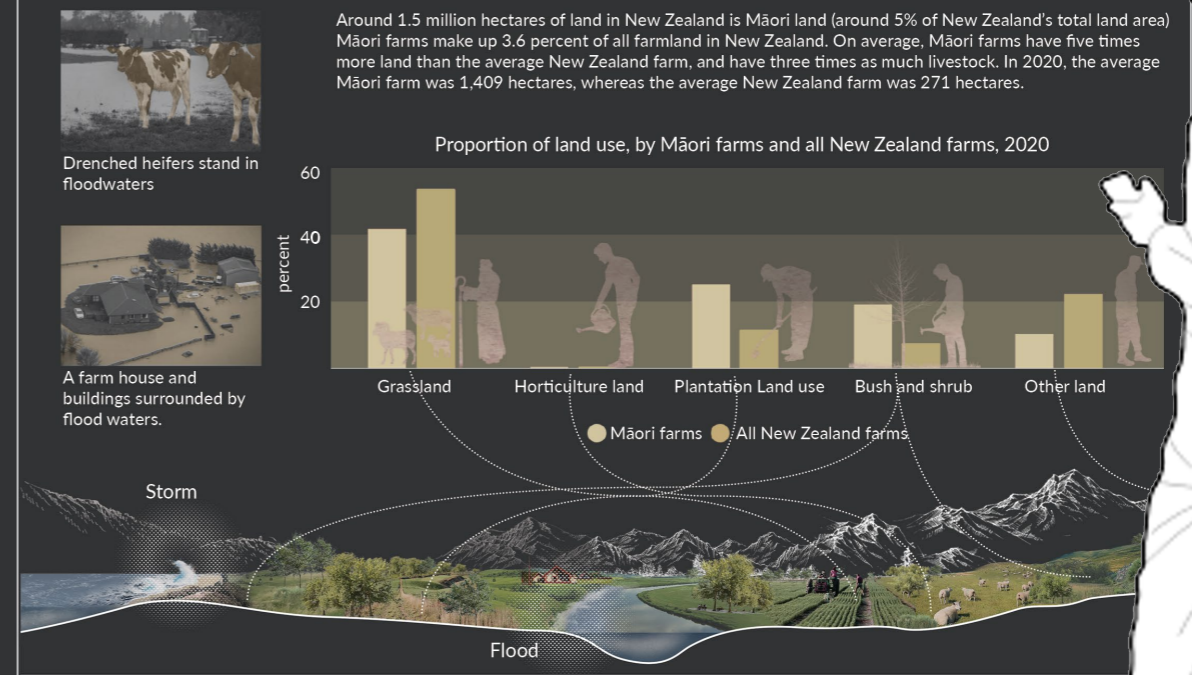 Around 1.5 million hectares of land in New Zealand is Māori land (around 5% of New Zealand's total land area)
Māori farms make up 3.6 percent of all farmland in New Zealand. On average, Māori farms have five times
more land than the average New Zealand farm, and have three times as much livestock. In 2020, the average
Māori farm was 1,409 hectares, whereas the average New Zealand farm was 271 hectares.
Drenched heifers stand in
floodwaters
A farm house and
buildings surrounded by
flood waters.
Proportion of land use, by Māori farms and all New Zealand farms, 2020
percent
60
40
20
Grassland
Horticulture land
Plantation Land use
Bush and shrub
Other land
Māori farms
All New Zealand farms
Storm
Flood